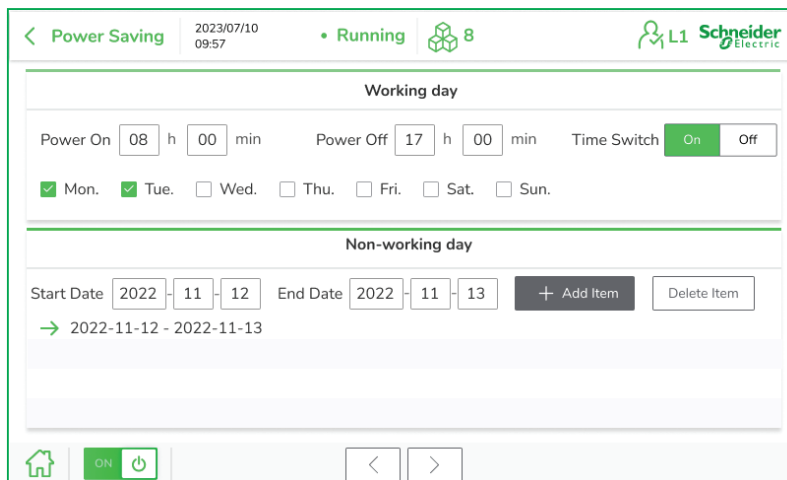 Power Saving 2023/07/10 09:57 • Running 8 L1 Schneider Electric
Working day
Power On 08 h 00 min Power Off 17 h 00 min Time Switch On Off
Mon. Tue. Wed. Thu. Fri. Sat. Sun.
Non-working day
Start Date 2022 - 11 - 12 End Date 2022 - 11 - 13 + Add Item Delete Item
2022-11-12 - 2022-11-13
ON